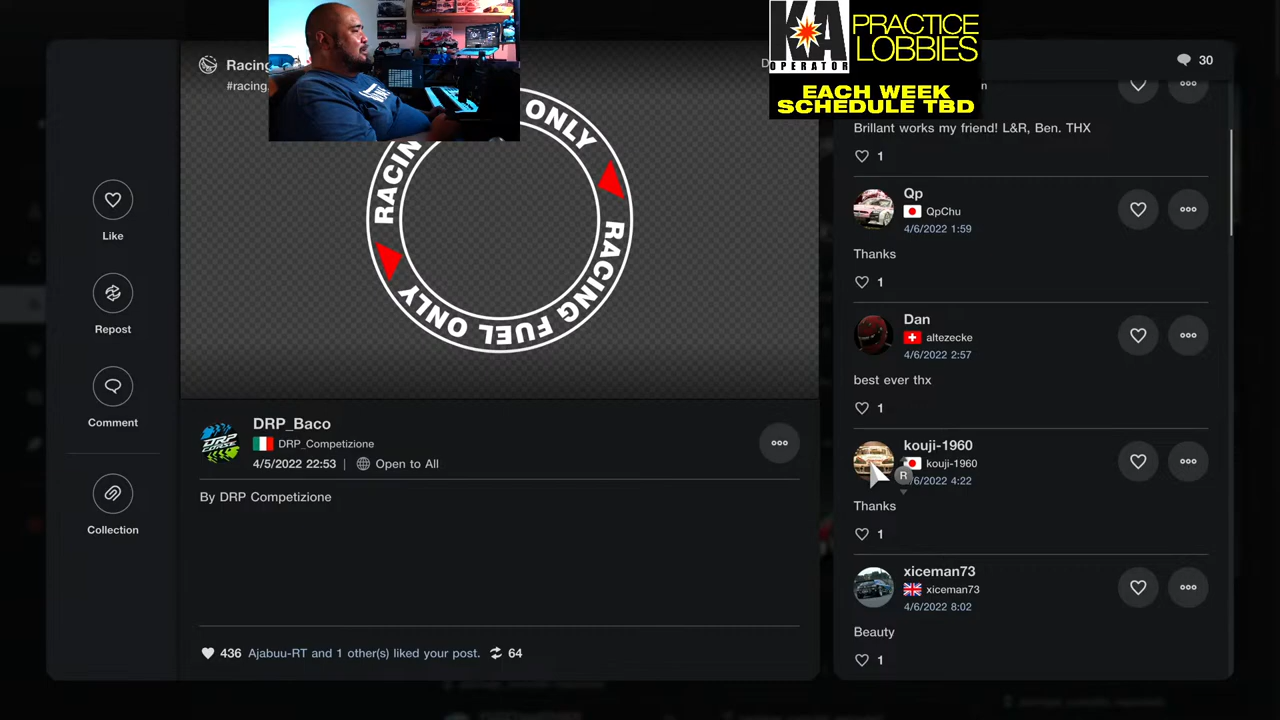 Racing
#racing,
D
RACING FUEL ONLY
RACING ONLY
Like
Repost
Comment
Collection
DRP_Baco
DRP_Competizione
4/5/2022 22:53 | Open to All
By DRP Competizione
436 Ajabuu-RT and 1 other(s) liked your post. 64
KA
OPERATOR
PRACTICE
LOBBIES
EACH WEEK
SCHEDULE TBD
30
n
Brillant works my friend! L&R, Ben. THX
1
Qp
QpChu
4/6/2022 1:59
Thanks
1
Dan
altezecke
4/6/2022 2:57
best ever thx
1
kouji-1960
kouji-1960
R
/6/2022 4:22
Thanks
1
xiceman73
xiceman73
4/6/2022 8:02
Beauty
1